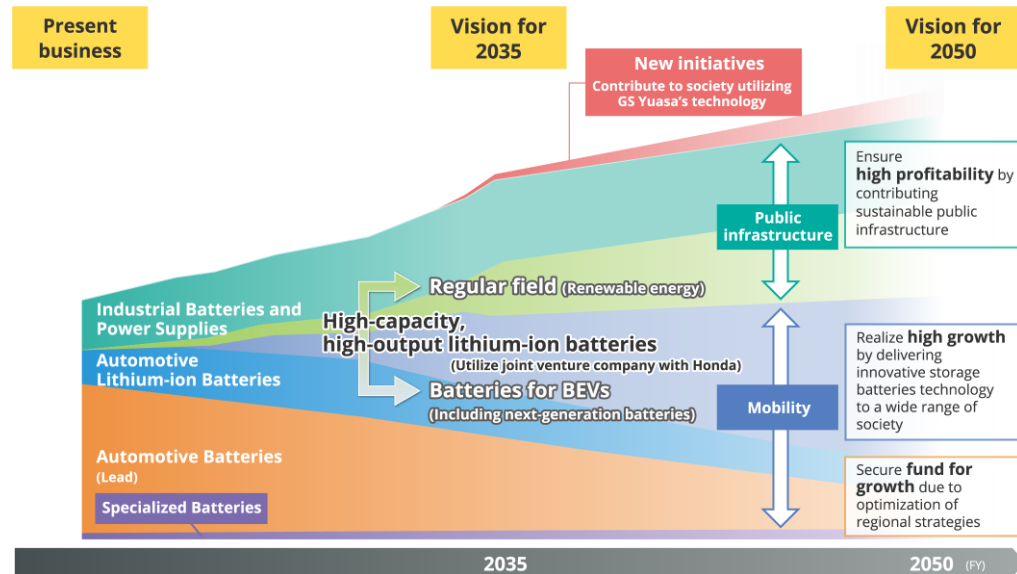 Present
business
Vision for
2035
Vision for
2050
New initiatives
Contribute to society utilizing
GS Yuasa's technology
Ensure
high profitability by
contributing
sustainable public
infrastructure
Public
infrastructure
Regular field (Renewable energy)
Industrial Batteries and
Power Supplies
High-capacity,
high-output lithium-ion batteries
(Utilize joint venture company with Honda)
Automotive
Lithium-ion Batteries
Batteries for BEVs
(Including next-generation batteries)
Mobility
Realize high growth
by delivering
innovative storage
batteries technology
to a wide range of
society
Automotive Batteries
(Lead)
Specialized Batteries
Secure fund for
growth due to
optimization of
regional strategies
2035
2050 (FY)